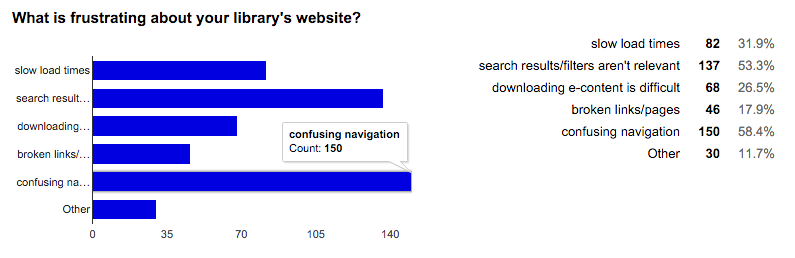 What is frustrating about your library's website?
slow load times
search result…
downloading…
broken links/…
confusing na…
Other
confusing navigation
Count: 150
0 35 70 105 140
slow load times 82 31.9%
search results/filters aren't relevant 137 53.3%
downloading e-content is difficult 68 26.5%
broken links/pages 46 17.9%
confusing navigation 150 58.4%
Other 30 11.7%